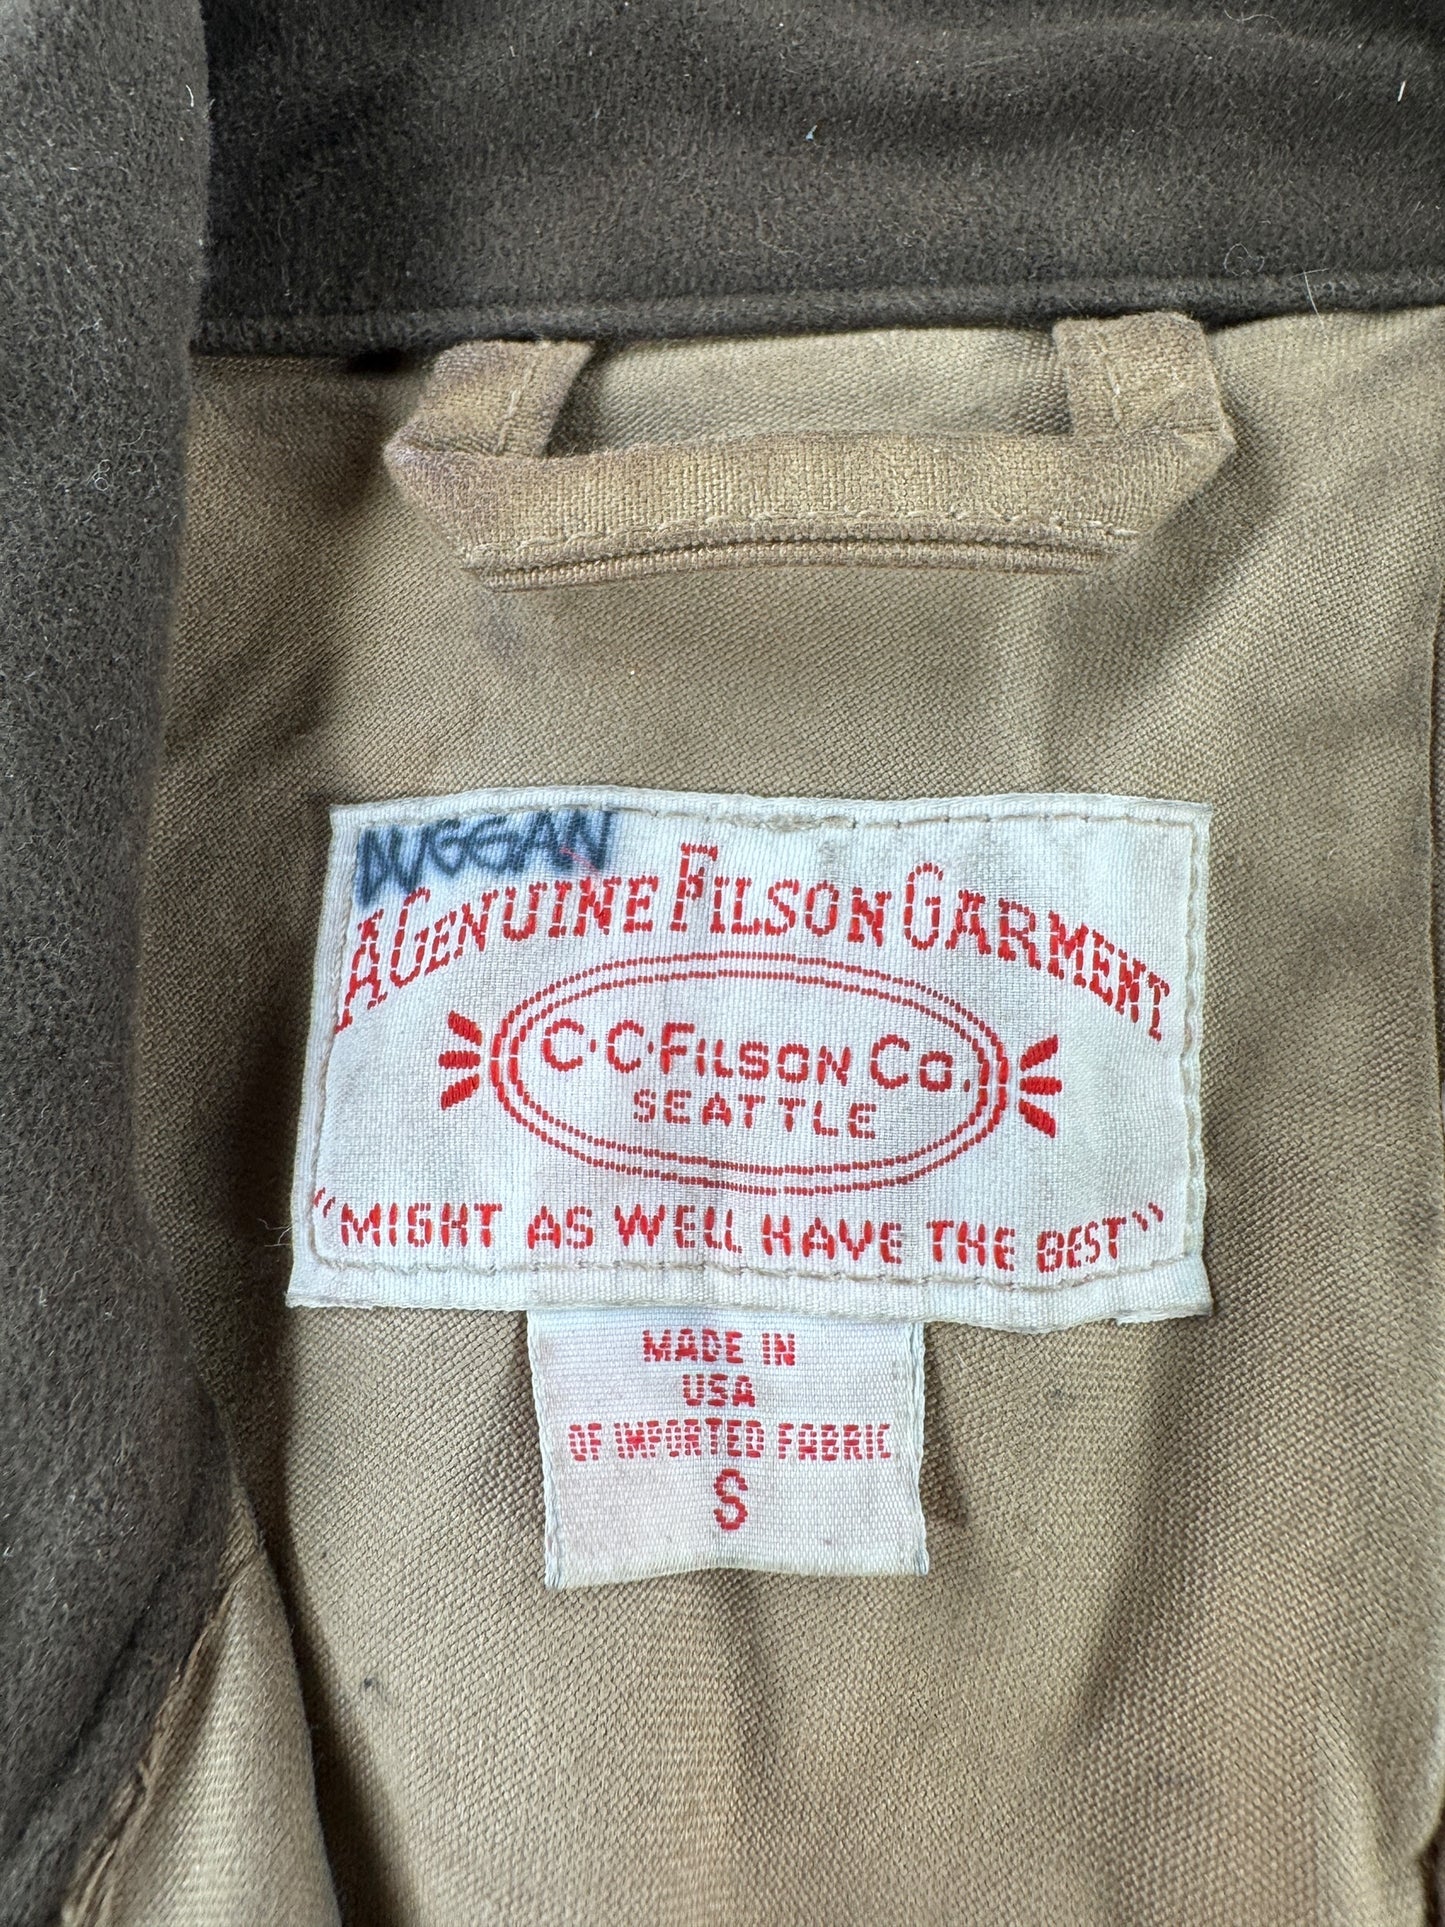 DUGGAN
A GENUINE FILSON GARMENT
C·C·FILSON CO.
SEATTLE
"MIGHT AS WELL HAVE THE BEST"
MADE IN
USA
OF IMPORTED FABRIC
S